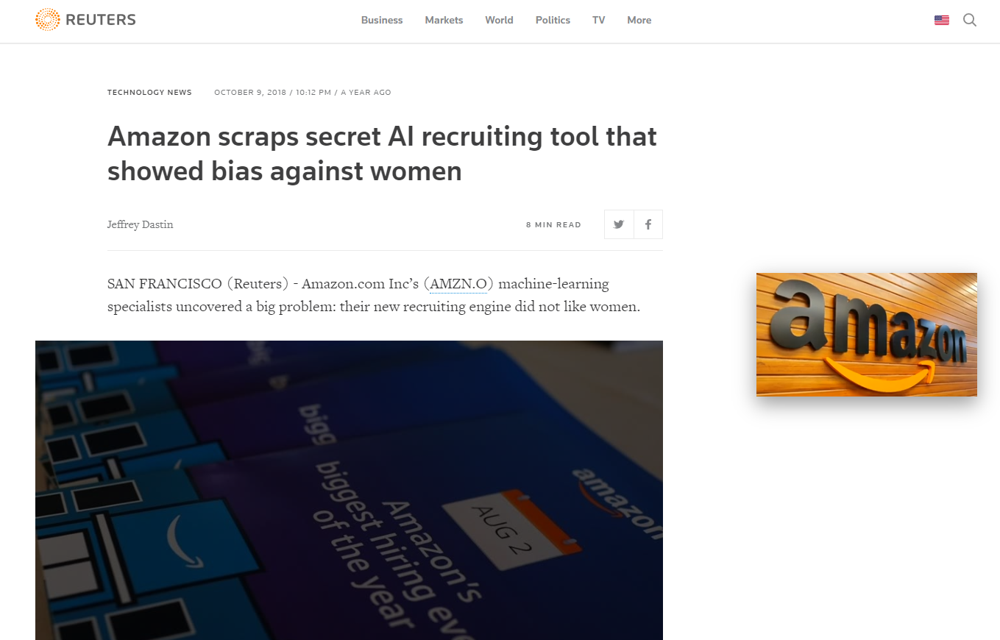 REUTERS
Business Markets World Politics TV More
TECHNOLOGY NEWS OCTOBER 9, 2018 / 10:12 PM / A YEAR AGO
Amazon scraps secret AI recruiting tool that
showed bias against women
Jeffrey Dastin
8 MIN READ
SAN FRANCISCO (Reuters) - Amazon.com Inc’s (AMZN.O) machine-learning
specialists uncovered a big problem: their new recruiting engine did not like women.
amazon
bigg
amazon
AUG 2
Amazon's
biggest hiring eve
of the year